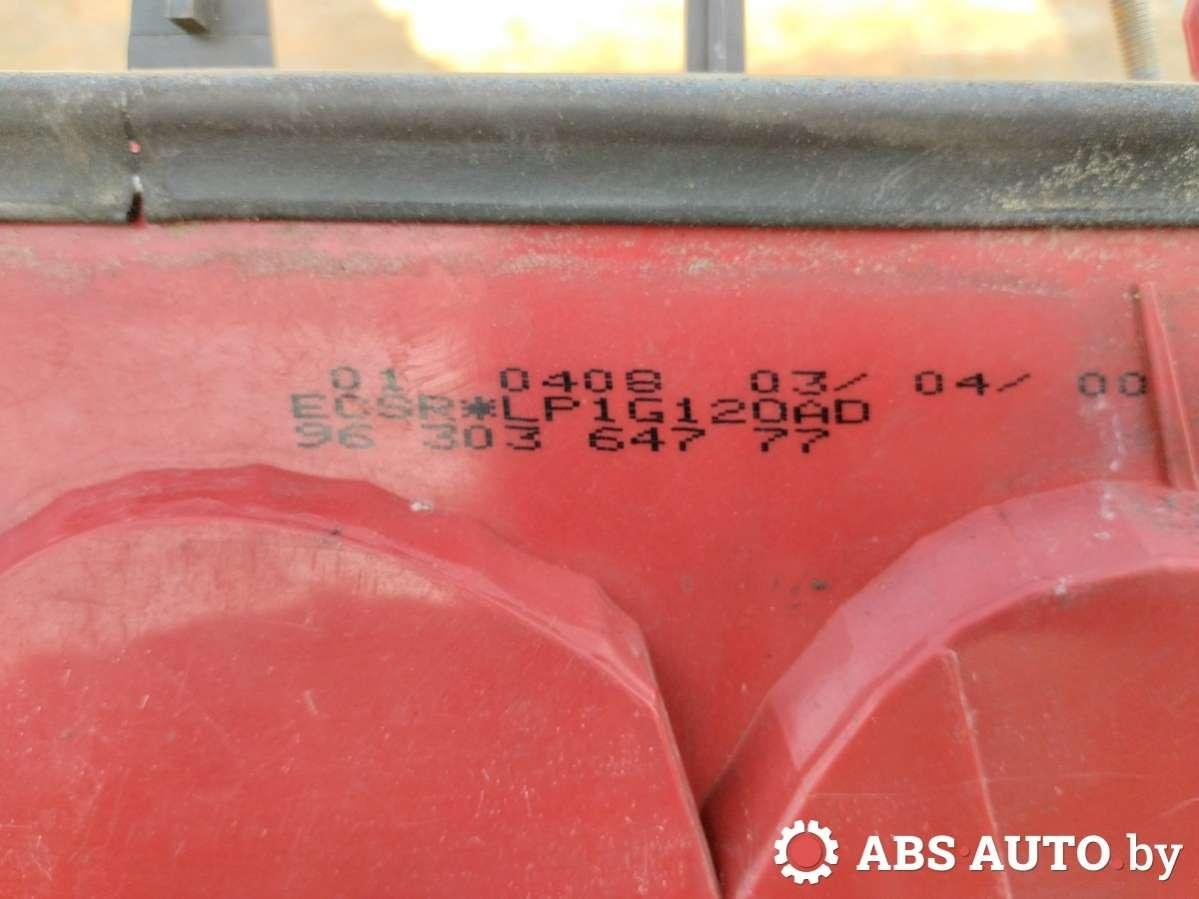 01 0408 03/ 04/ 00
ECSR*LP1G120AD
96 303 647 77
ABS AUTO.by